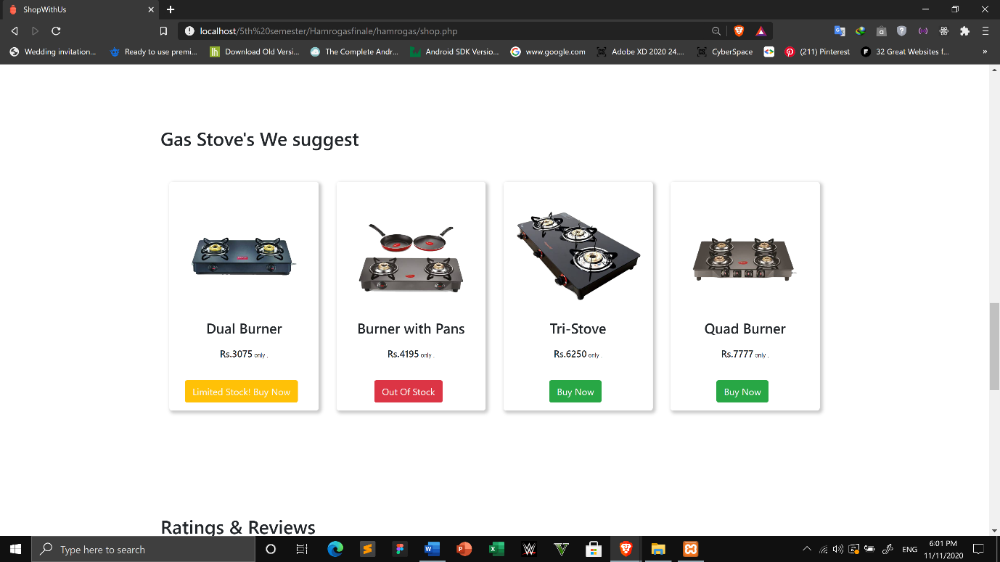 ShopWithUs
localhost/5th%20semester/Hamrogasfinale/hamrogas/shop.php
Wedding invitation... Ready to use premi... Download Old Versi... The Complete Andr... Android SDK Versio... www.google.com Adobe XD 2020 24.... CyberSpace (211) Pinterest 32 Great Websites f... »
Gas Stove's We suggest
Dual Burner
Rs.3075 only .
Limited Stock! Buy Now
Burner with Pans
Rs.4195 only .
Out Of Stock
Tri-Stove
Rs.6250 only .
Buy Now
Quad Burner
Rs.7777 only .
Buy Now
Ratings & Reviews
Type here to search
ENG
6:01 PM
11/11/2020